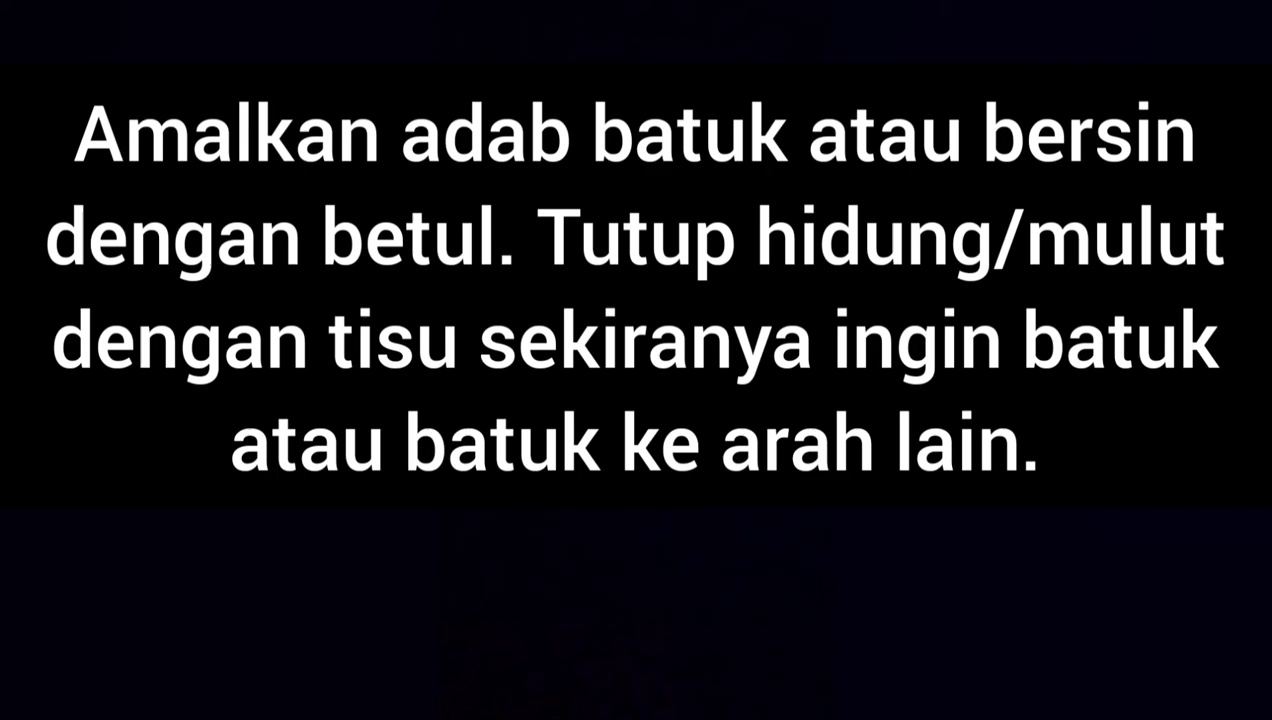 Amalkan adab batuk atau bersin
dengan betul. Tutup hidung/mulut
dengan tisu sekiranya ingin batuk
atau batuk ke arah lain.